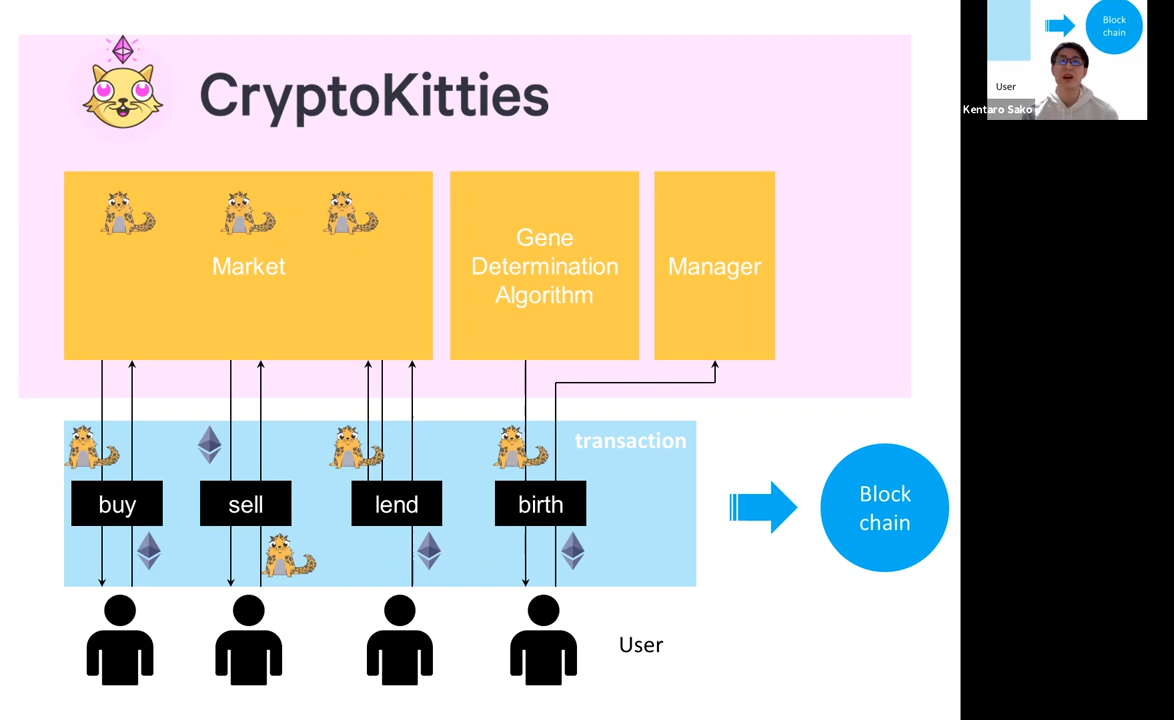 CryptoKitties
Market
Gene
Determination
Algorithm
Manager
transaction
buy
sell
lend
birth
Block
chain
User
Block
chain
User
Kentaro Sako